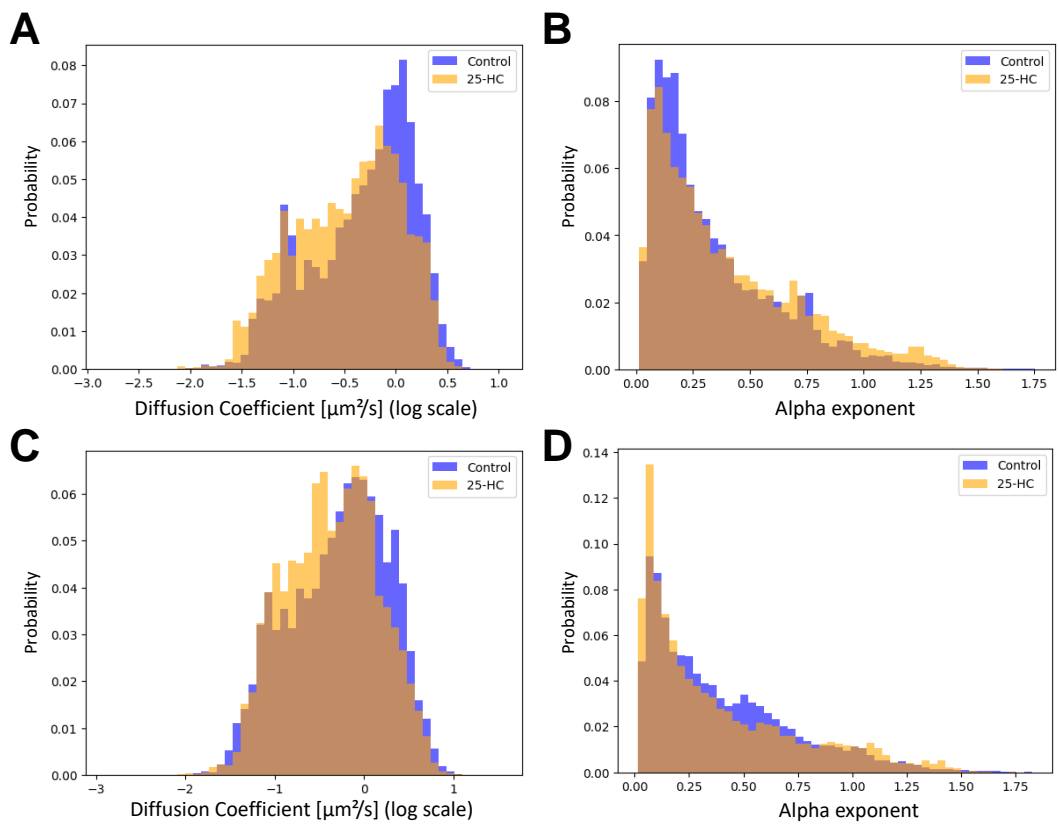 A
Control
25-HC
0.08
0.07
0.06
0.05
0.04
0.03
0.02
0.01
0.00
Probability
−3.0 −2.5 −2.0 −1.5 −1.0 −0.5 0.0 0.5 1.0
Diffusion Coefficient [µm²/s] (log scale)
B
Control
25-HC
0.08
0.06
0.04
0.02
0.00
Probability
0.00 0.25 0.50 0.75 1.00 1.25 1.50 1.75
Alpha exponent
C
Control
25-HC
0.06
0.05
0.04
0.03
0.02
0.01
0.00
Probability
−3 −2 −1 0 1
Diffusion Coefficient [µm²/s] (log scale)
D
Control
25-HC
0.14
0.12
0.10
0.08
0.06
0.04
0.02
0.00
Probability
0.00 0.25 0.50 0.75 1.00 1.25 1.50 1.75
Alpha exponent